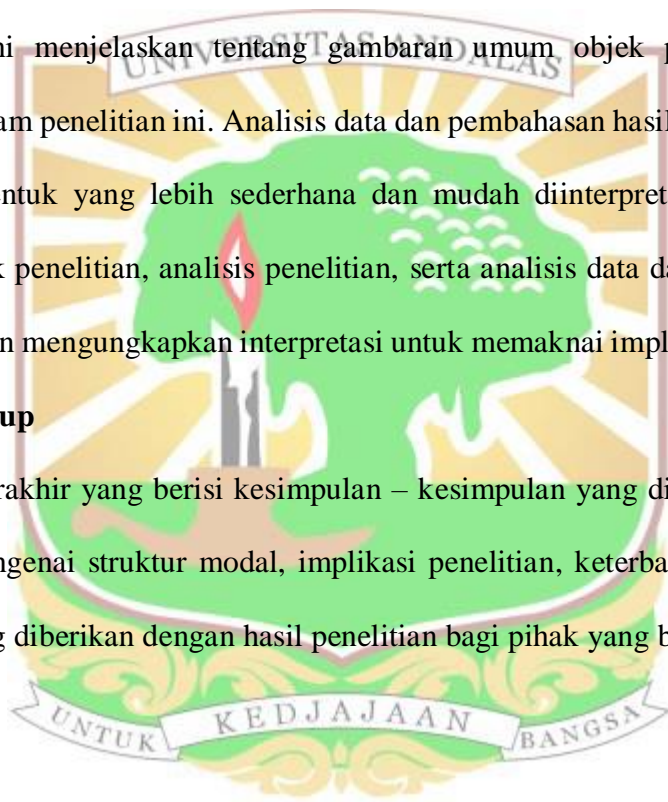 UNIVERSITAS ANDALAS
ni menjelaskan tentang gambaran umum objek p
am penelitian ini. Analisis data dan pembahasan hasil
entuk yang lebih sederhana dan mudah diinterpret
k penelitian, analisis penelitian, serta analisis data da
n mengungkapkan interpretasi untuk memaknai impl
up
rakhir yang berisi kesimpulan – kesimpulan yang di
ngenai struktur modal, implikasi penelitian, keterba
g diberikan dengan hasil penelitian bagi pihak yang b
UNTUK KEDJAJAAN BANGSA